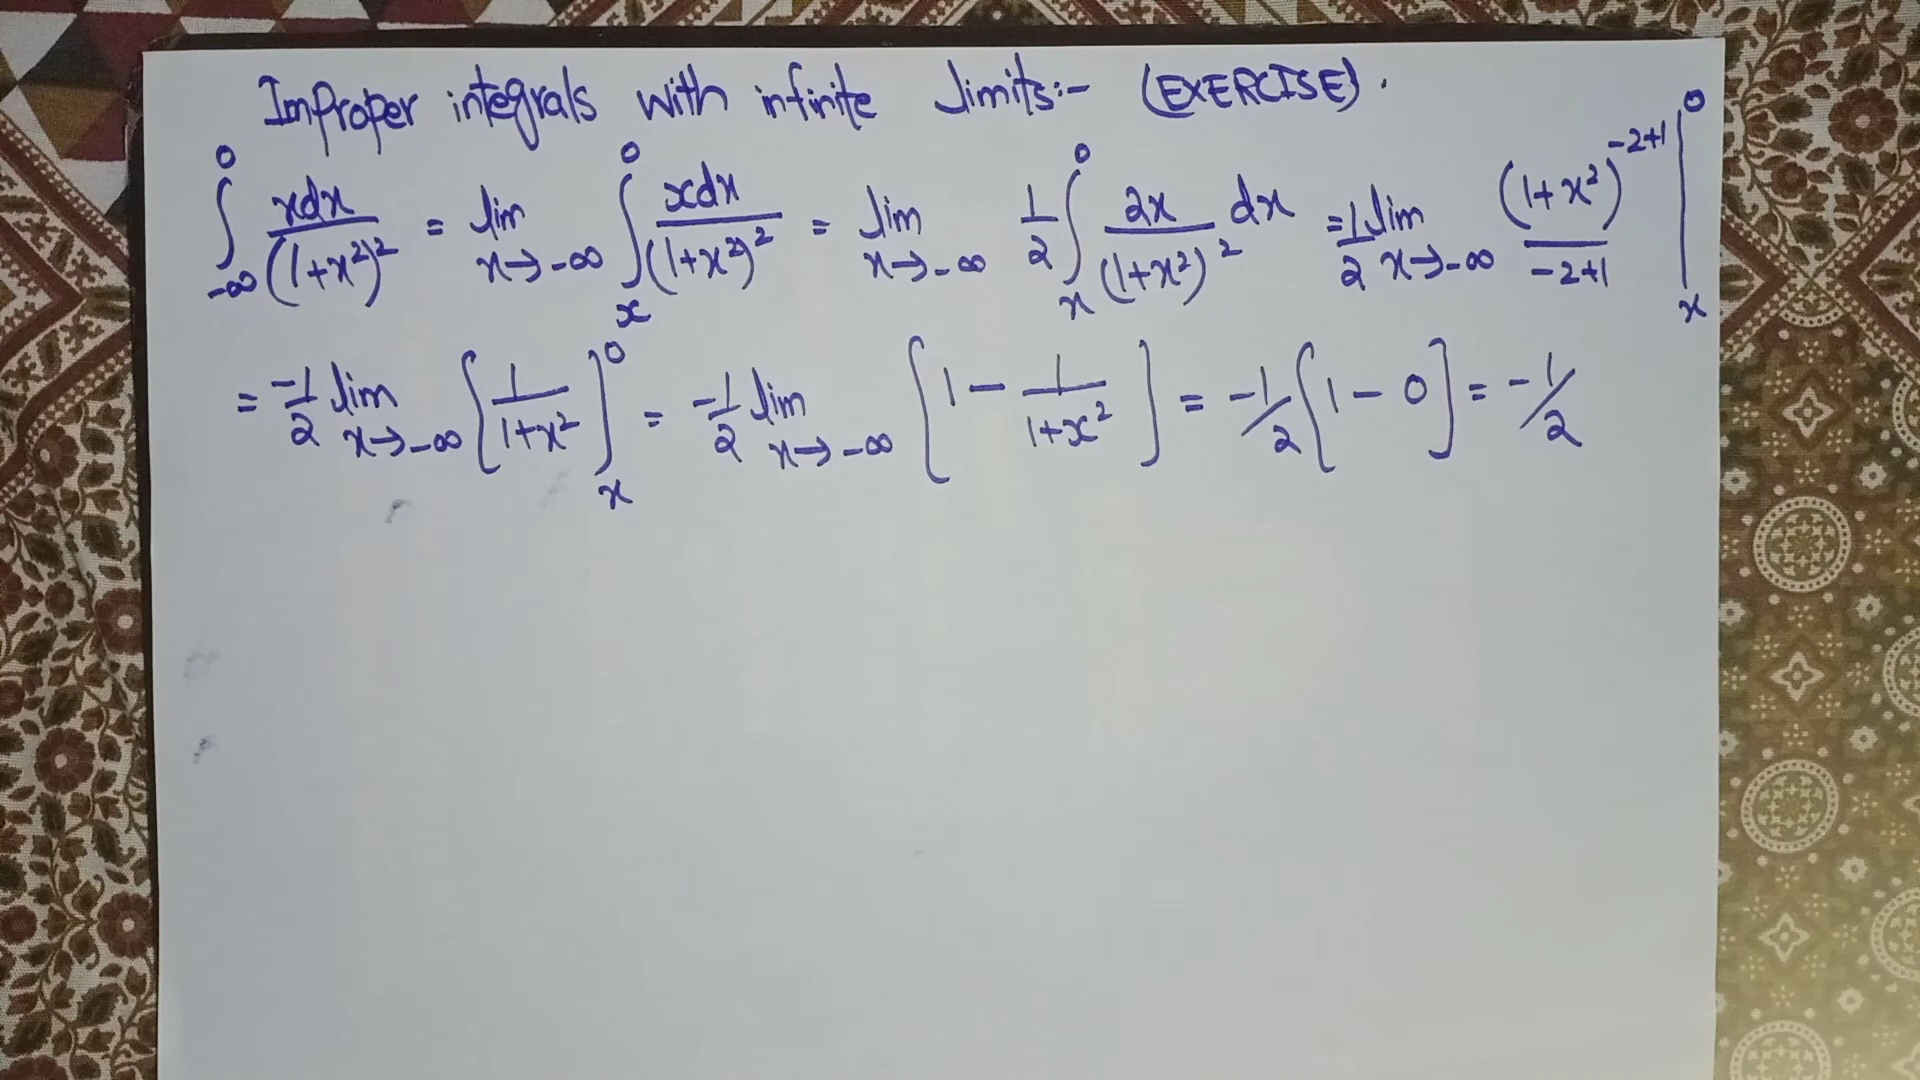 Improper integrals with infinite limits:- (EXERCISE).
∫_{-∞}^{0} xdx/(1+x²)² = lim_{x→-∞} ∫_{x}^{0} xdx/(1+x²)² = lim_{x→-∞} 1/2 ∫_{x}^{0} 2x/(1+x²)² dx = 1/2 lim_{x→-∞} (1+x²)^{-2+1}/(-2+1) |_{x}^{0}
= -1/2 lim_{x→-∞} [1/(1+x²)]_{x}^{0} = -1/2 lim_{x→-∞} [1 - 1/(1+x²)] = -1/2 [1 - 0] = -1/2